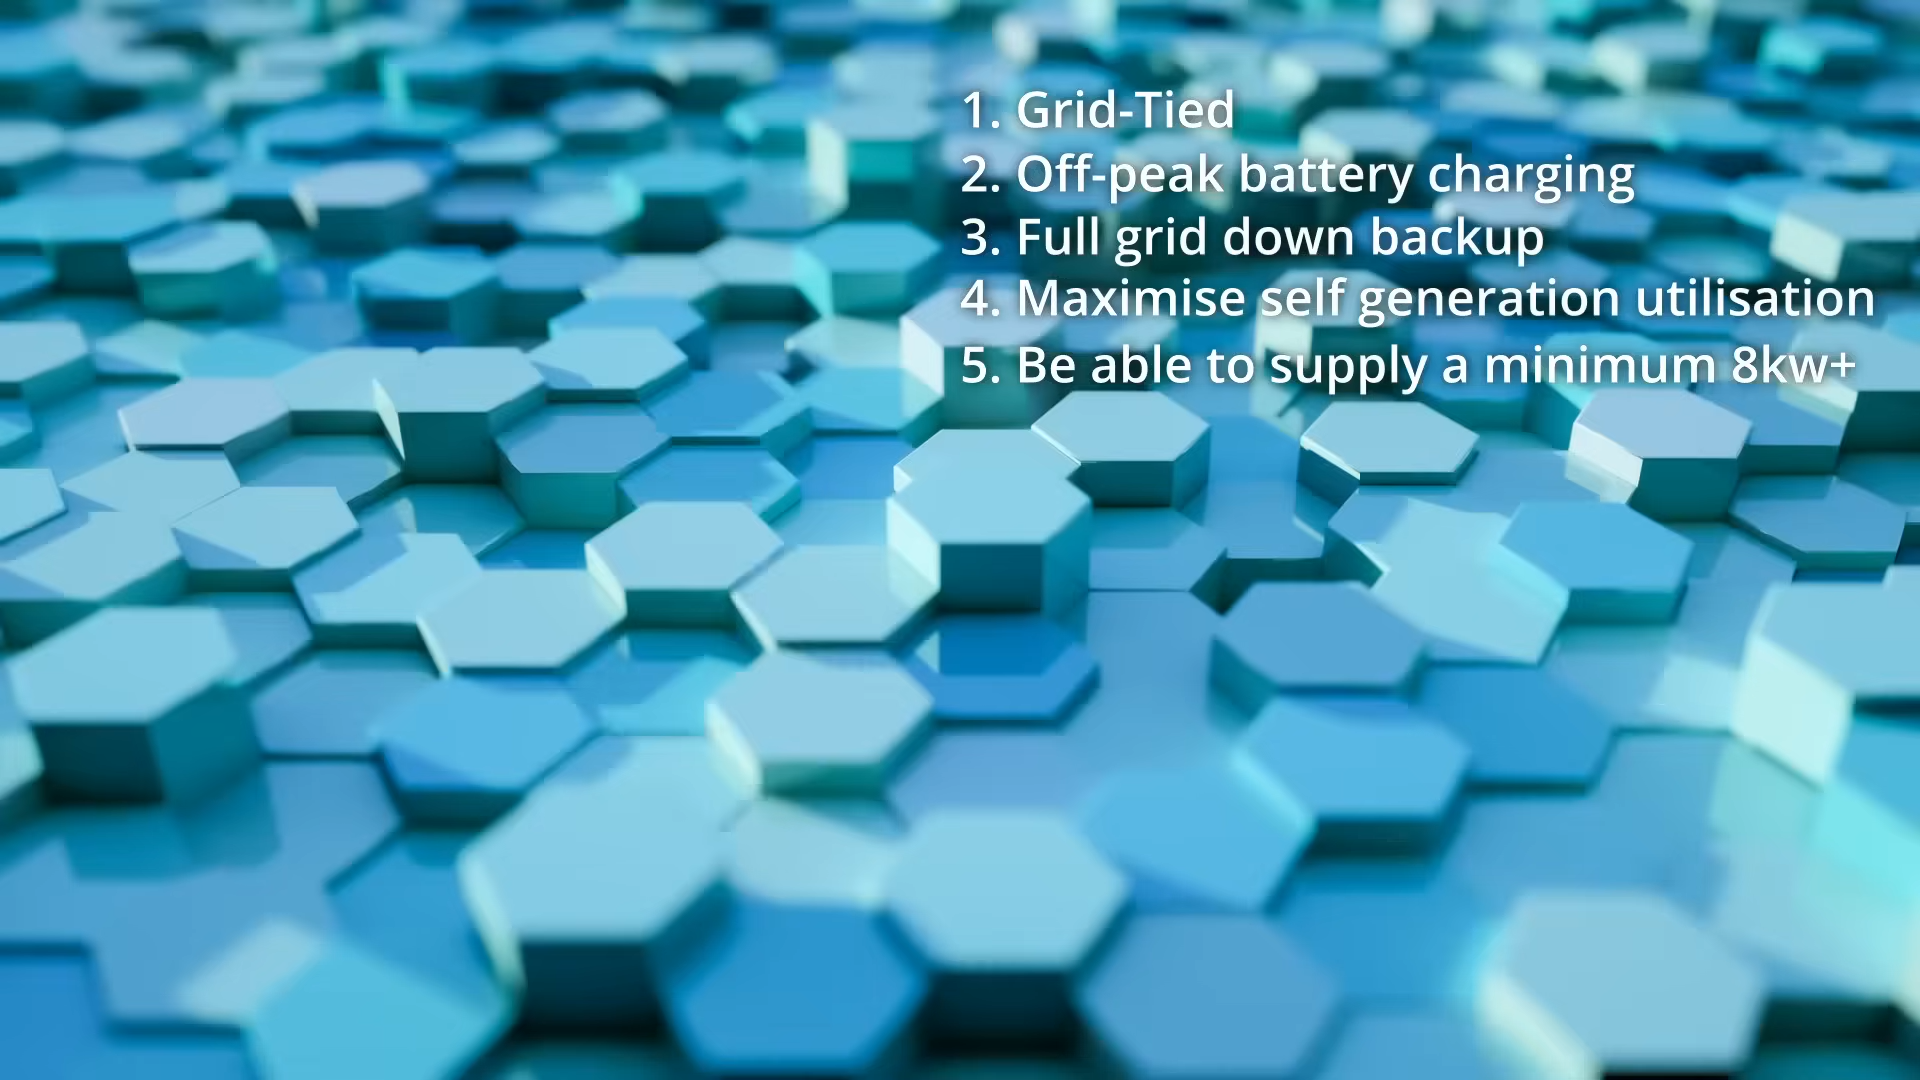 1. Grid-Tied
2. Off-peak battery charging
3. Full grid down backup
4. Maximise self generation utilisation
5. Be able to supply a minimum 8kw+